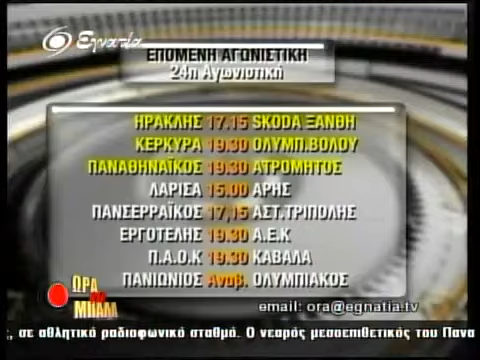 Εγνατία
ΕΠΟΜΕΝΗ ΑΓΩΝΙΣΤΙΚΗ
24η Αγωνιστική
ΗΡΑΚΛΗΣ 17.15 SKODA ΞΑΝΘΗ
ΚΕΡΚΥΡΑ 19.30 ΟΛΥΜΠ.ΒΟΛΟΥ
ΠΑΝΑΘΗΝΑΪΚΟΣ 19.30 ΑΤΡΟΜΗΤΟΣ
ΛΑΡΙΣΑ 15.00 ΑΡΗΣ
ΠΑΝΣΕΡΡΑΪΚΟΣ 17,15 ΑΣΤ.ΤΡΙΠΟΛΗΣ
ΕΡΓΟΤΕΛΗΣ 19.30 Α.Ε.Κ
Π.Α.Ο.Κ 19.30 ΚΑΒΑΛΑ
ΠΑΝΙΩΝΙΟΣ Αναβ. ΟΛΥΜΠΙΑΚΟΣ
ΩΡΑ
ΜΠΑΛΑ
email: ora@egnatia.tv
ς, σε αθλητικό ραδιοφωνικό σταθμό. Ο νεαρός μεσοεπιθετικός του Πανα